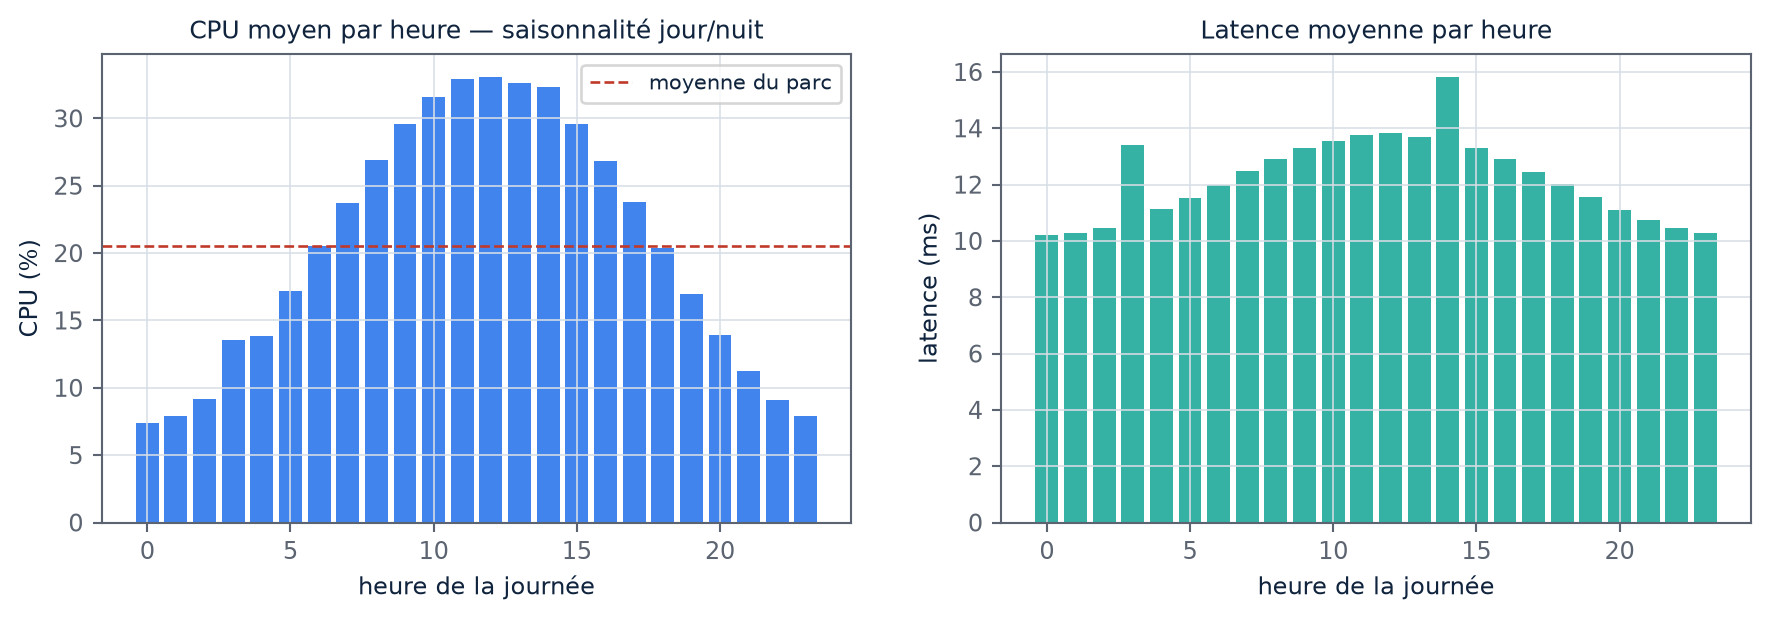 CPU moyen par heure — saisonnalité jour/nuit
moyenne du parc
CPU (%)
30
25
20
15
10
5
0
0 5 10 15 20
heure de la journée
Latence moyenne par heure
latence (ms)
16
14
12
10
8
6
4
2
0
0 5 10 15 20
heure de la journée